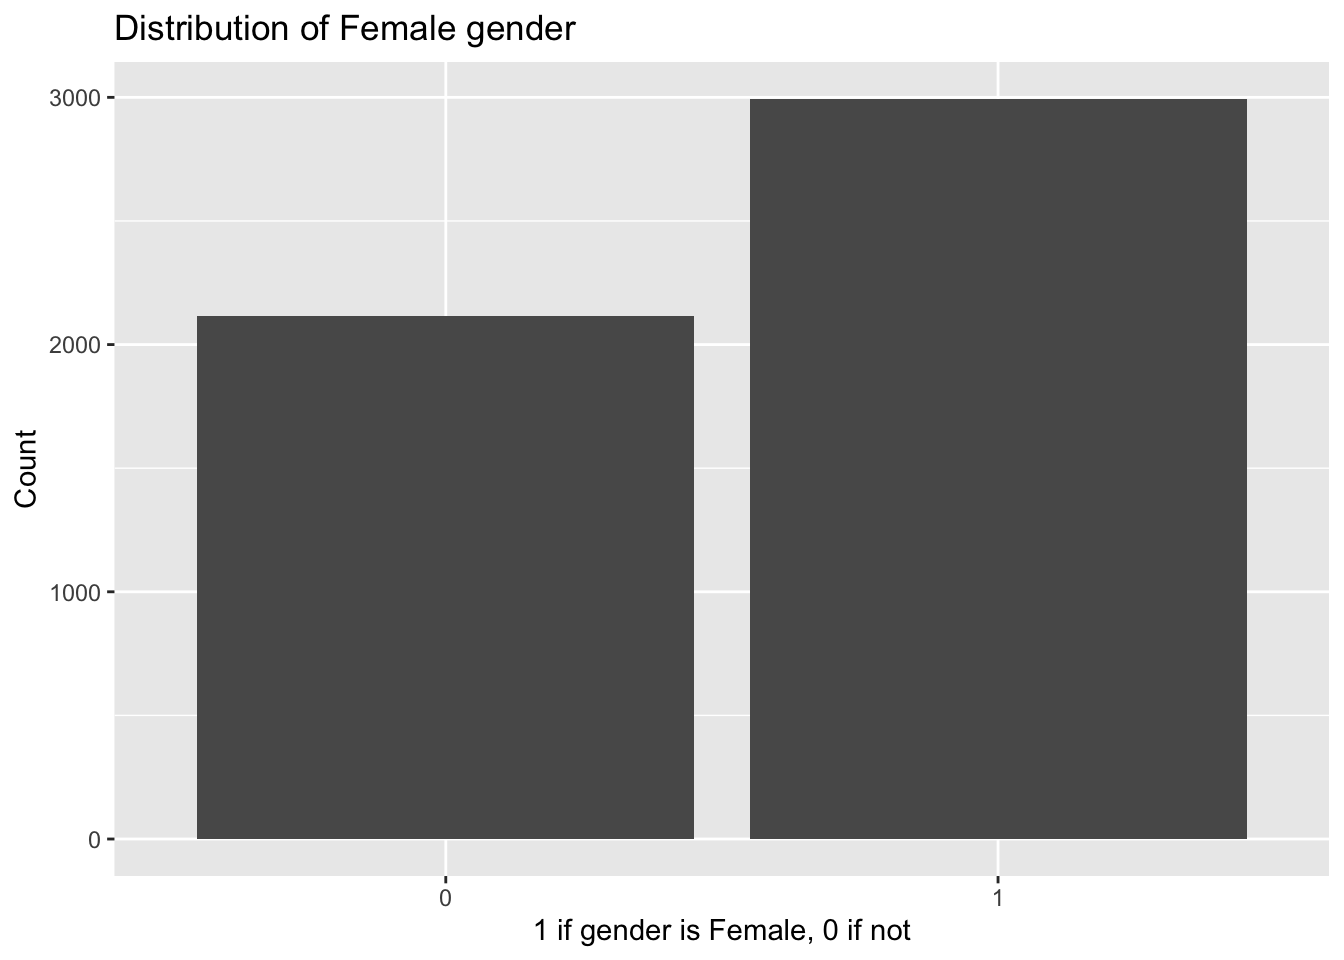 Distribution of Female gender
3000
2000
1000
0
Count
0 1
1 if gender is Female, 0 if not